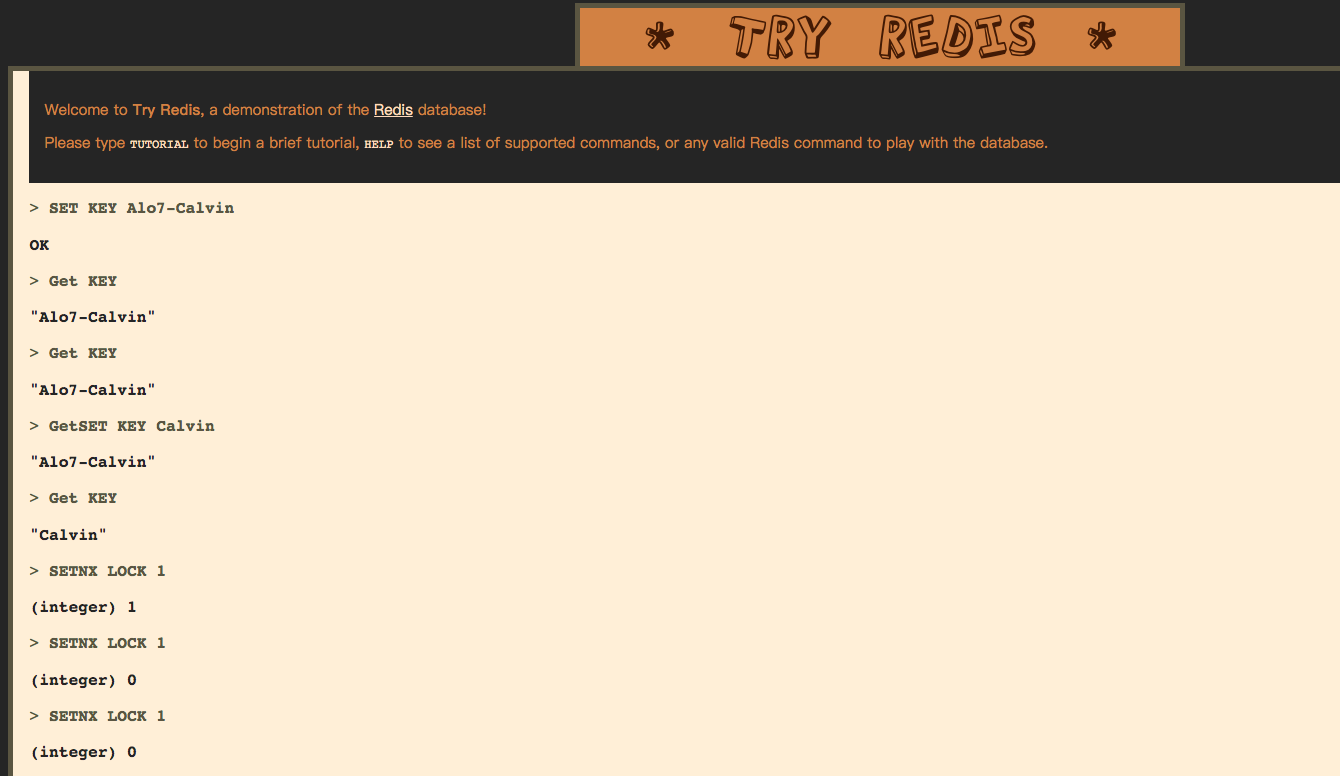 * TRY REDIS *
Welcome to Try Redis, a demonstration of the Redis database!
Please type TUTORIAL to begin a brief tutorial, HELP to see a list of supported commands, or any valid Redis command to play with the database.
> SET KEY Alo7-Calvin
OK
> Get KEY
"Alo7-Calvin"
> Get KEY
"Alo7-Calvin"
> GetSET KEY Calvin
"Alo7-Calvin"
> Get KEY
"Calvin"
> SETNX LOCK 1
(integer) 1
> SETNX LOCK 1
(integer) 0
> SETNX LOCK 1
(integer) 0